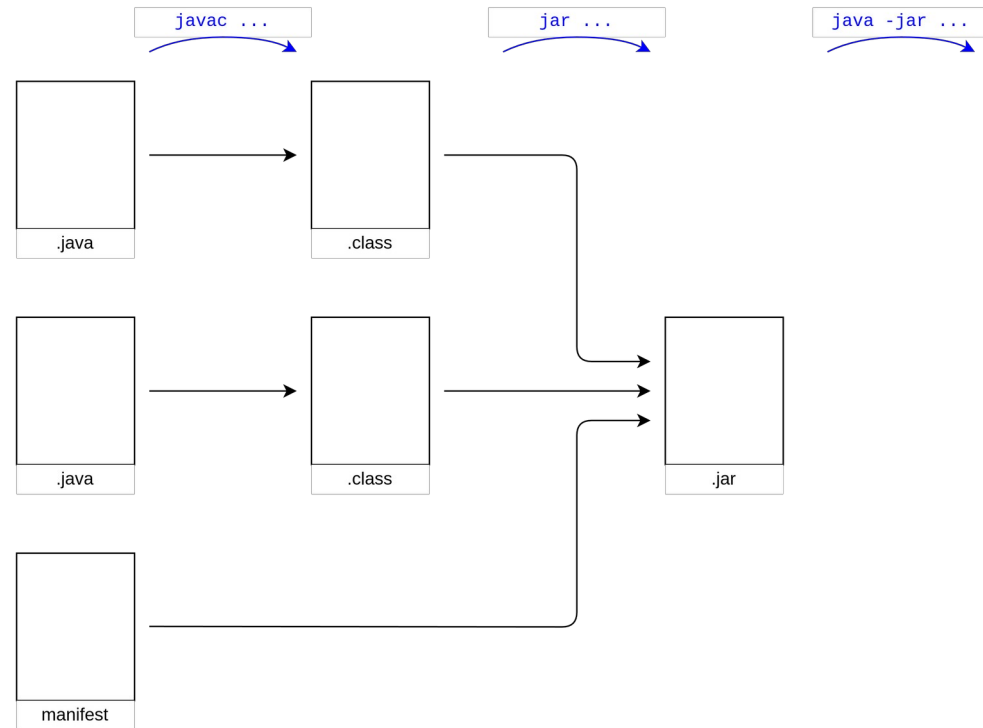 javac ...
jar ...
java -jar ...
.java
.class
.java
.class
.jar
manifest